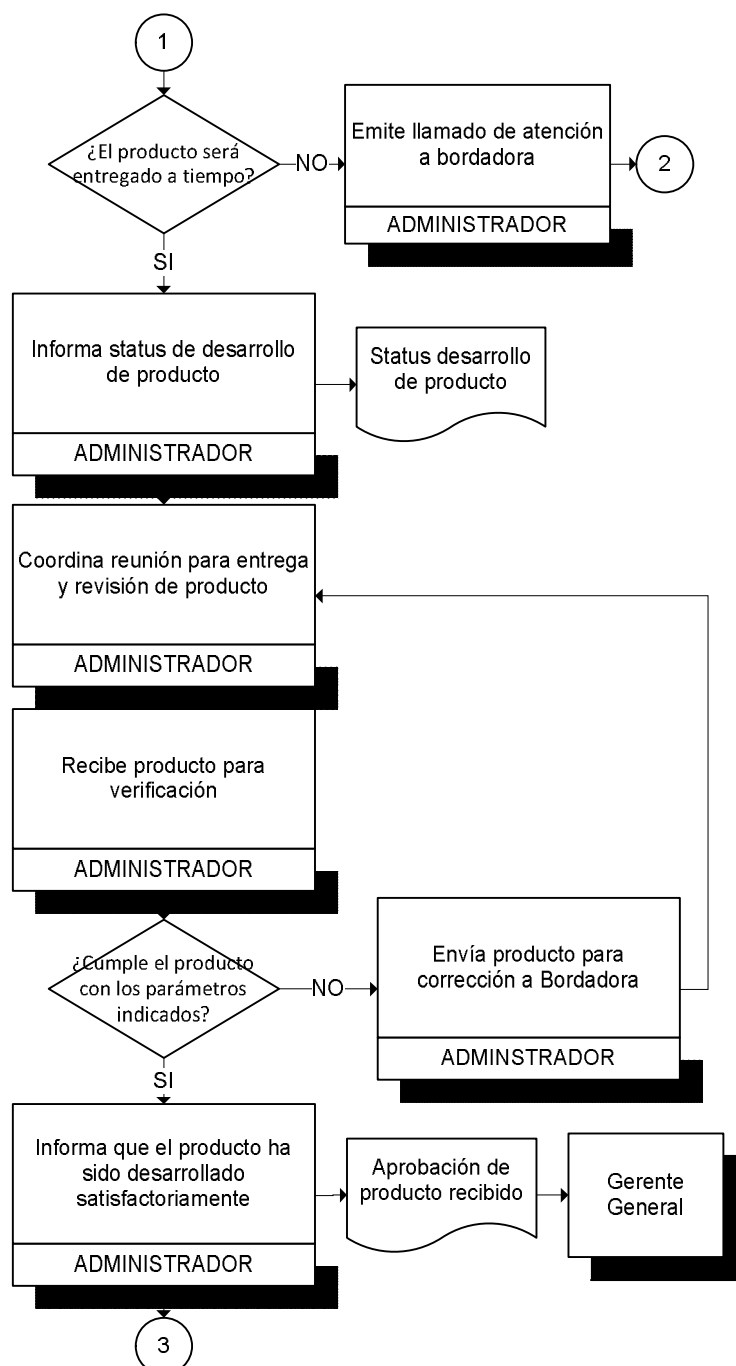 1
¿El producto será
entregado a tiempo?
NO
Emite llamado de atención
a bordadora
ADMINISTRADOR
2
SI
Informa status de desarrollo
de producto
ADMINISTRADOR
Status desarrollo
de producto
Coordina reunión para entrega
y revisión de producto
ADMINISTRADOR
Recibe producto para
verificación
ADMINISTRADOR
¿Cumple el producto
con los parámetros
indicados?
NO
Envía producto para
corrección a Bordadora
ADMINSTRADOR
SI
Informa que el producto ha
sido desarrollado
satisfactoriamente
ADMINISTRADOR
Aprobación de
producto recibido
Gerente
General
3